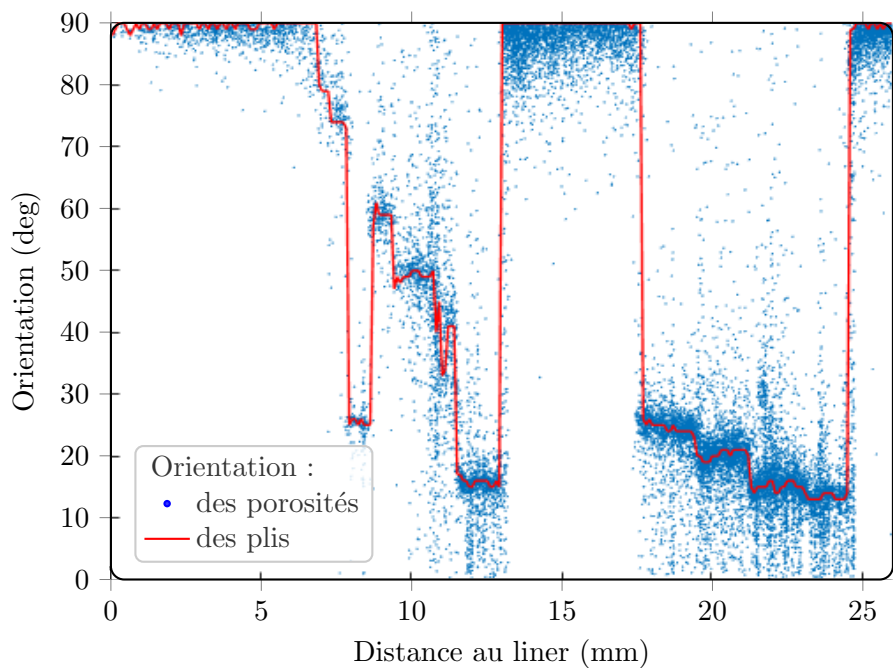 90
80
70
60
50
40
30
20
10
0
Orientation (deg)
Orientation :
des porosités
des plis
0 5 10 15 20 25
Distance au liner (mm)